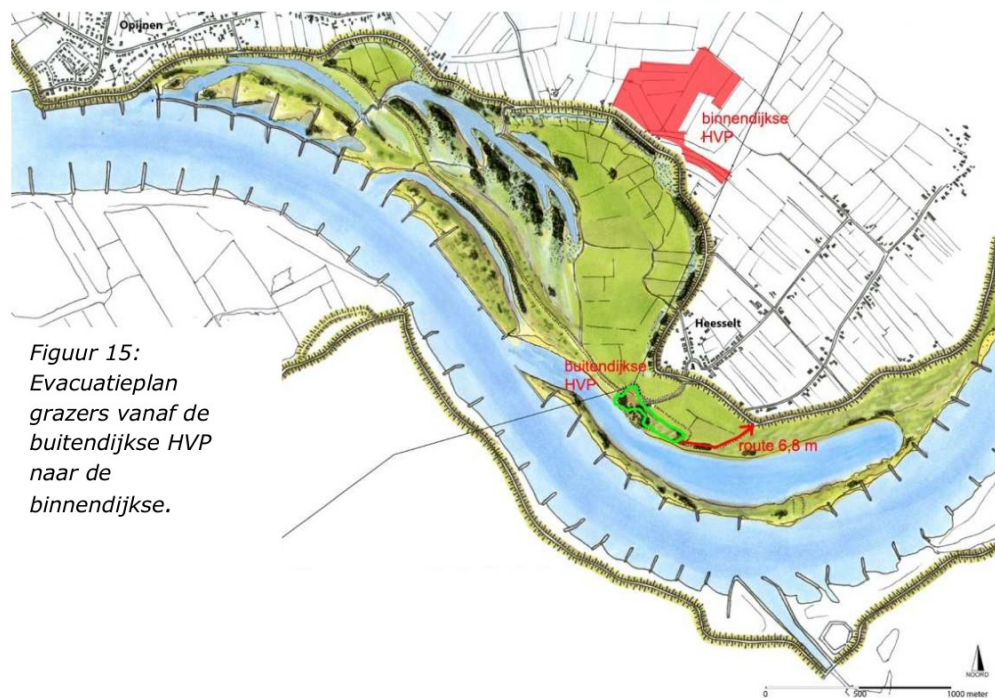 Opijnen
binnendijkse
HVP
Heesselt
buitendijkse
HVP
route 6,8 m
Figuur 15:
Evacuatieplan
grazers vanaf de
buitendijkse HVP
naar de
binnendijkse.
NOORD
0 500 1000 meter